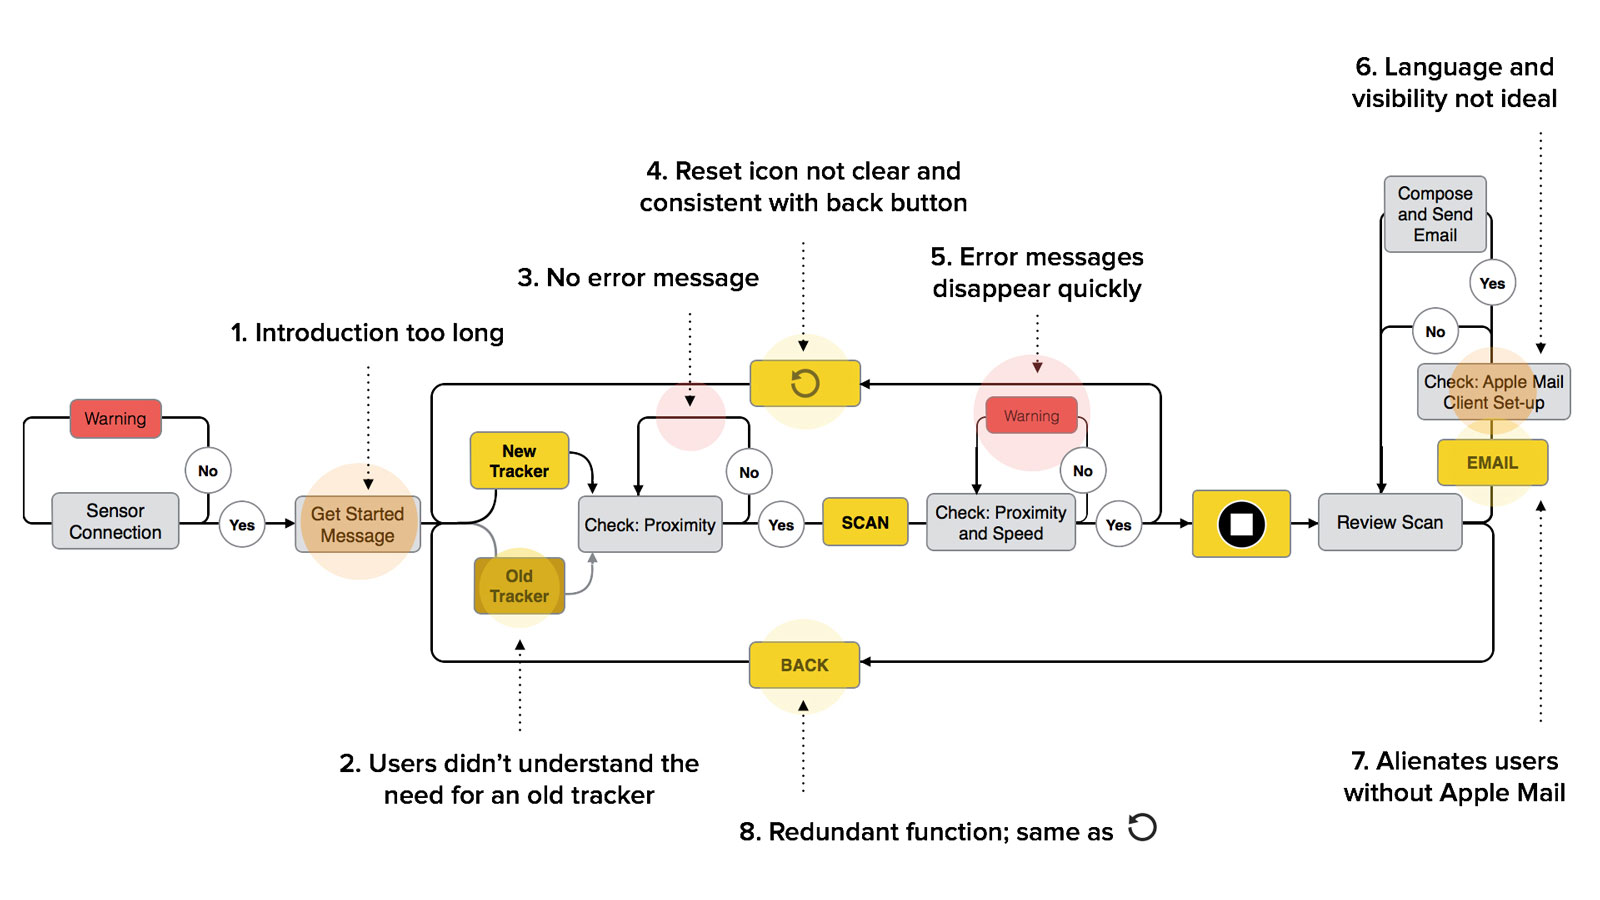 6. Language and
visibility not ideal
4. Reset icon not clear and
consistent with back button
Compose
and Send
Email
5. Error messages
disappear quickly
3. No error message
Yes
1. Introduction too long
No
Check: Apple Mail
Client Set-up
Warning
Warning
New
Tracker
No
No
No
EMAIL
Sensor
Connection
Yes
Get Started
Message
Check: Proximity
Yes
SCAN
Check: Proximity
and Speed
Yes
Review Scan
Old
Tracker
BACK
2. Users didn’t understand the
need for an old tracker
7. Alienates users
without Apple Mail
8. Redundant function; same as